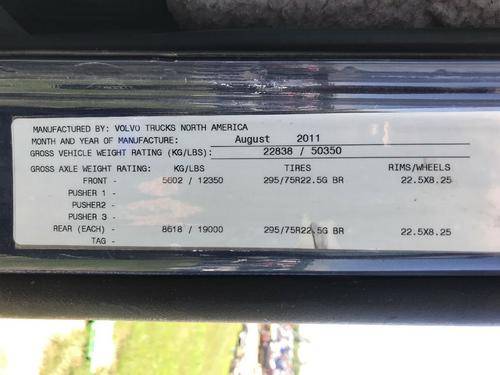 MANUFACTURED BY: VOLVO TRUCKS NORTH AMERICA
MONTH AND YEAR OF MANUFACTURE: August 2011
GROSS VEHICLE WEIGHT RATING (KG/LBS): 22838 / 50350
GROSS AXLE WEIGHT RATING: KG/LBS TIRES RIMS/WHEELS
FRONT - 5602 / 12350 295/75R22.5G BR 22.5X8.25
PUSHER 1 -
PUSHER2 -
PUSHER 3 -
REAR (EACH) - 8618 / 19000 295/75R22.5G BR 22.5X8.25
TAG -